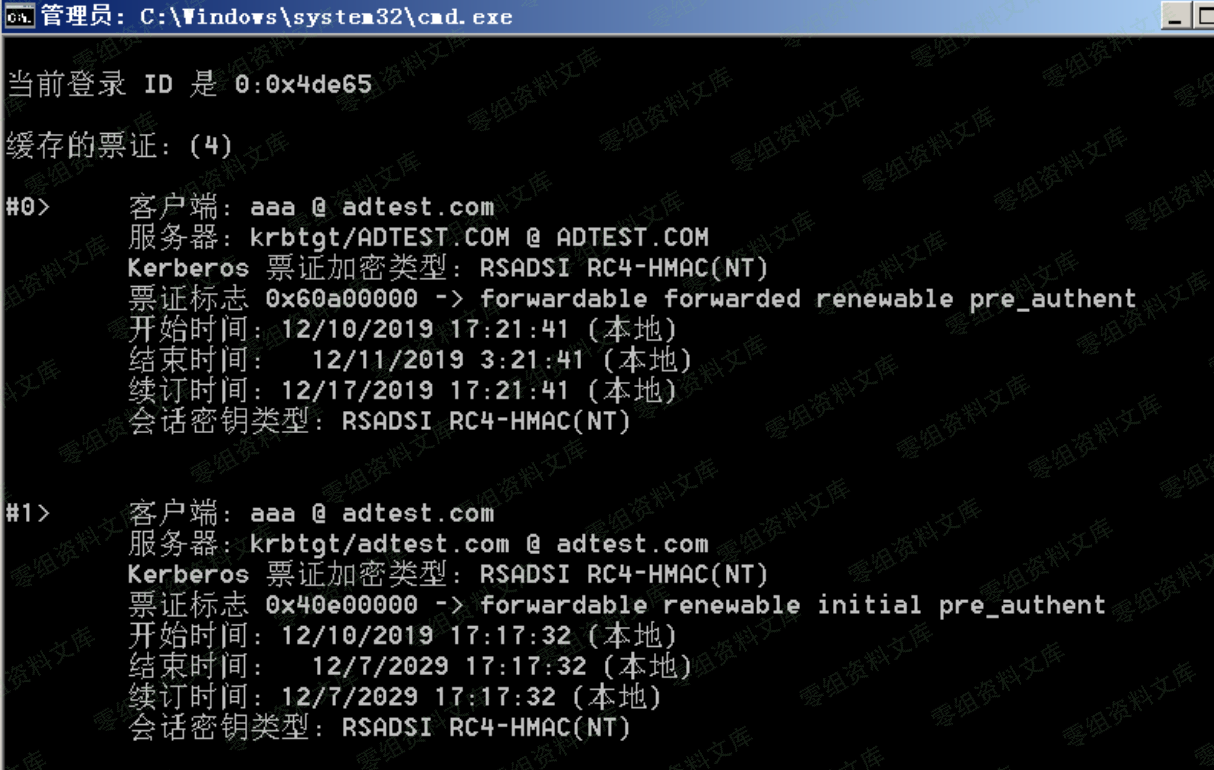 管理员: C:\Windows\system32\cmd.exe
当前登录 ID 是 0:0x4de65
缓存的票证: (4)
#0> 客户端: aaa @ adtest.com
服务器: krbtgt/ADTEST.COM @ ADTEST.COM
Kerberos 票证加密类型: RSADSI RC4-HMAC(NT)
票证标志 0x60a00000 -> forwardable forwarded renewable pre_authent
开始时间: 12/10/2019 17:21:41 (本地)
结束时间: 12/11/2019 3:21:41 (本地)
续订时间: 12/17/2019 17:21:41 (本地)
会话密钥类型: RSADSI RC4-HMAC(NT)
#1> 客户端: aaa @ adtest.com
服务器: krbtgt/adtest.com @ adtest.com
Kerberos 票证加密类型: RSADSI RC4-HMAC(NT)
票证标志 0x40e00000 -> forwardable renewable initial pre_authent
开始时间: 12/10/2019 17:17:32 (本地)
结束时间: 12/7/2029 17:17:32 (本地)
续订时间: 12/7/2029 17:17:32 (本地)
会话密钥类型: RSADSI RC4-HMAC(NT)
零组资料文库